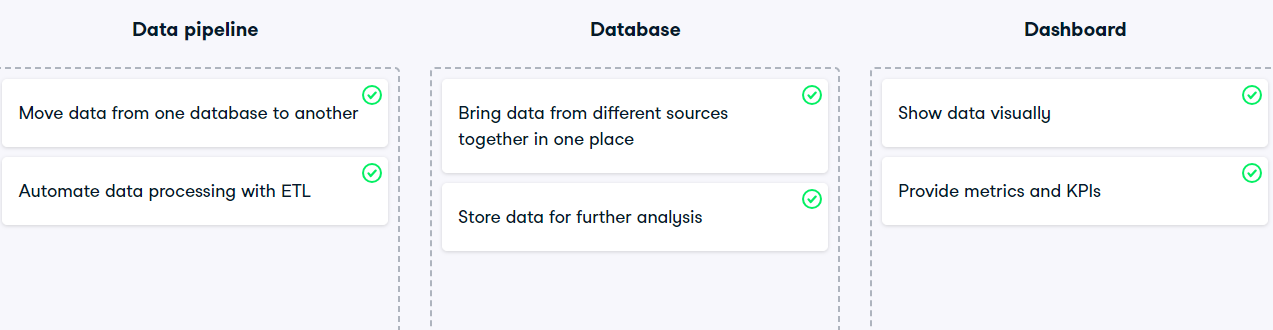 Data pipeline
Move data from one database to another
Automate data processing with ETL
Database
Bring data from different sources
together in one place
Store data for further analysis
Dashboard
Show data visually
Provide metrics and KPIs